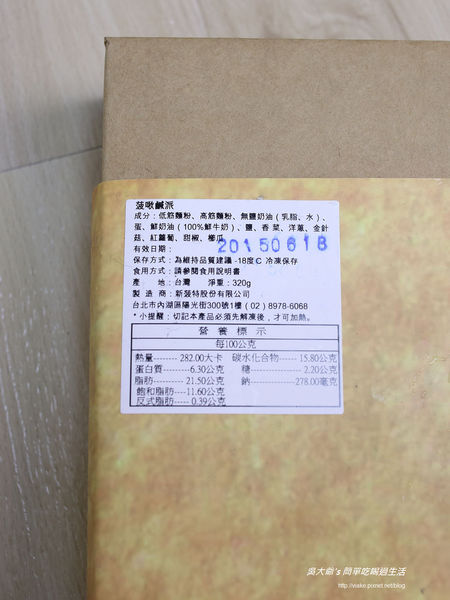 菠啾鹹派
成分：低筋麵粉、高筋麵粉、無鹽奶油（乳脂、水）、
蛋、鮮奶油（100%鮮牛奶）、鹽、香菜、洋蔥、金針
菇、紅蘿蔔、甜椒、櫛瓜
有效日期： 20150618
保存方式：為維持品質建議 -18度C 冷凍保存
食用方式：請參閱食用說明書
產　　地：台灣　淨重：320g
製 造 商：新菠特股份有限公司
台北市內湖區陽光街300號1樓（02）8978-6068
*小提醒：切記本產品必須先解凍後，才可加熱。
營 養 標 示
每100公克
熱量-------- 282.00大卡 碳水化合物----- 15.80公克
蛋白質-------- 6.30公克 糖-------------- 2.20公克
脂肪-------- 21.50公克 鈉----------- 278.00毫克
飽和脂肪----11.60公克
反式脂肪----- 0.39公克
吳大爺's 簡單吃喝過生活
http://viake.pixnet.net/blog